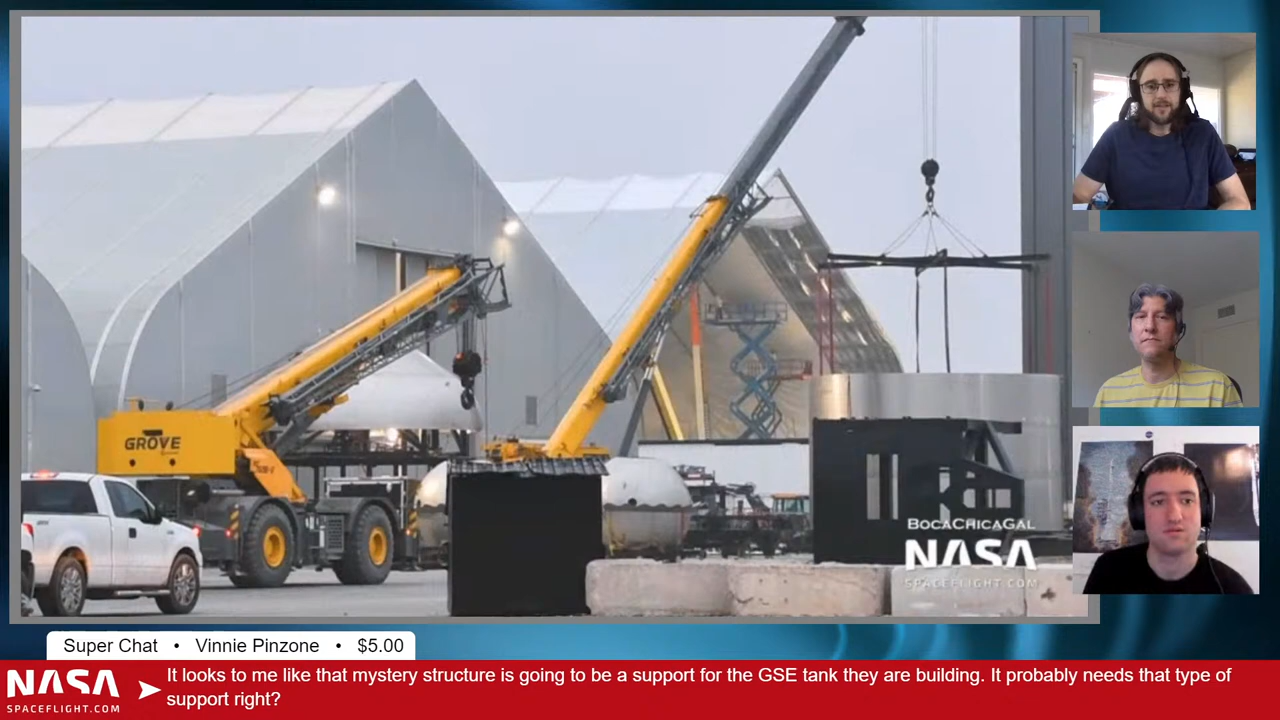 GROVE
BOCACHICAGAL
NASA
SPACEFLIGHT.COM
Super Chat • Vinnie Pinzone • $5.00
NASA
SPACEFLIGHT.COM
It looks to me like that mystery structure is going to be a support for the GSE tank they are building. It probably needs that type of
support right?